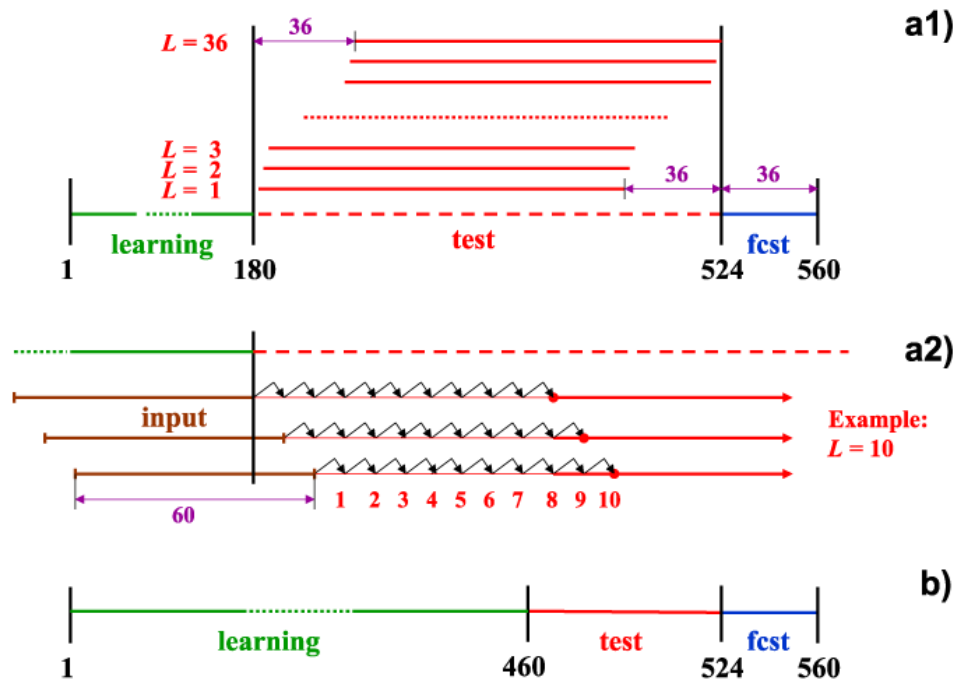 a1)
L = 36
36
L = 3
L = 2
L = 1
36
36
learning
test
fcst
1
180
524
560
a2)
input
Example:
L = 10
60
1 2 3 4 5 6 7 8 9 10
b)
learning
test
fcst
1
460
524
560